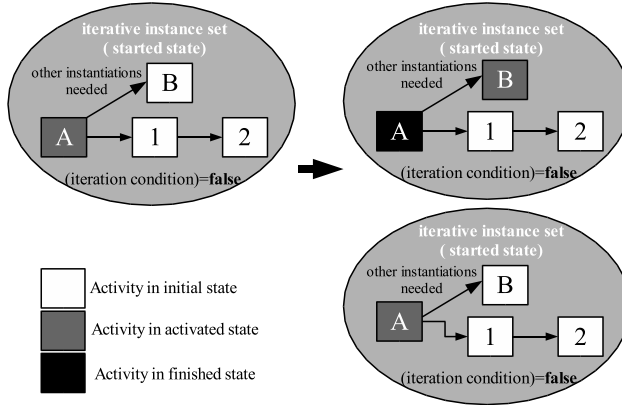 iterative instance set
( started state)
other instantiations
needed
B
A
1
2
(iteration condition)=false
iterative instance set
( started state)
other instantiations
needed
B
A
1
2
(iteration condition)=false
iterative instance set
( started state)
other instantiations
needed
B
A
1
2
(iteration condition)=false
Activity in initial state
Activity in activated state
Activity in finished state